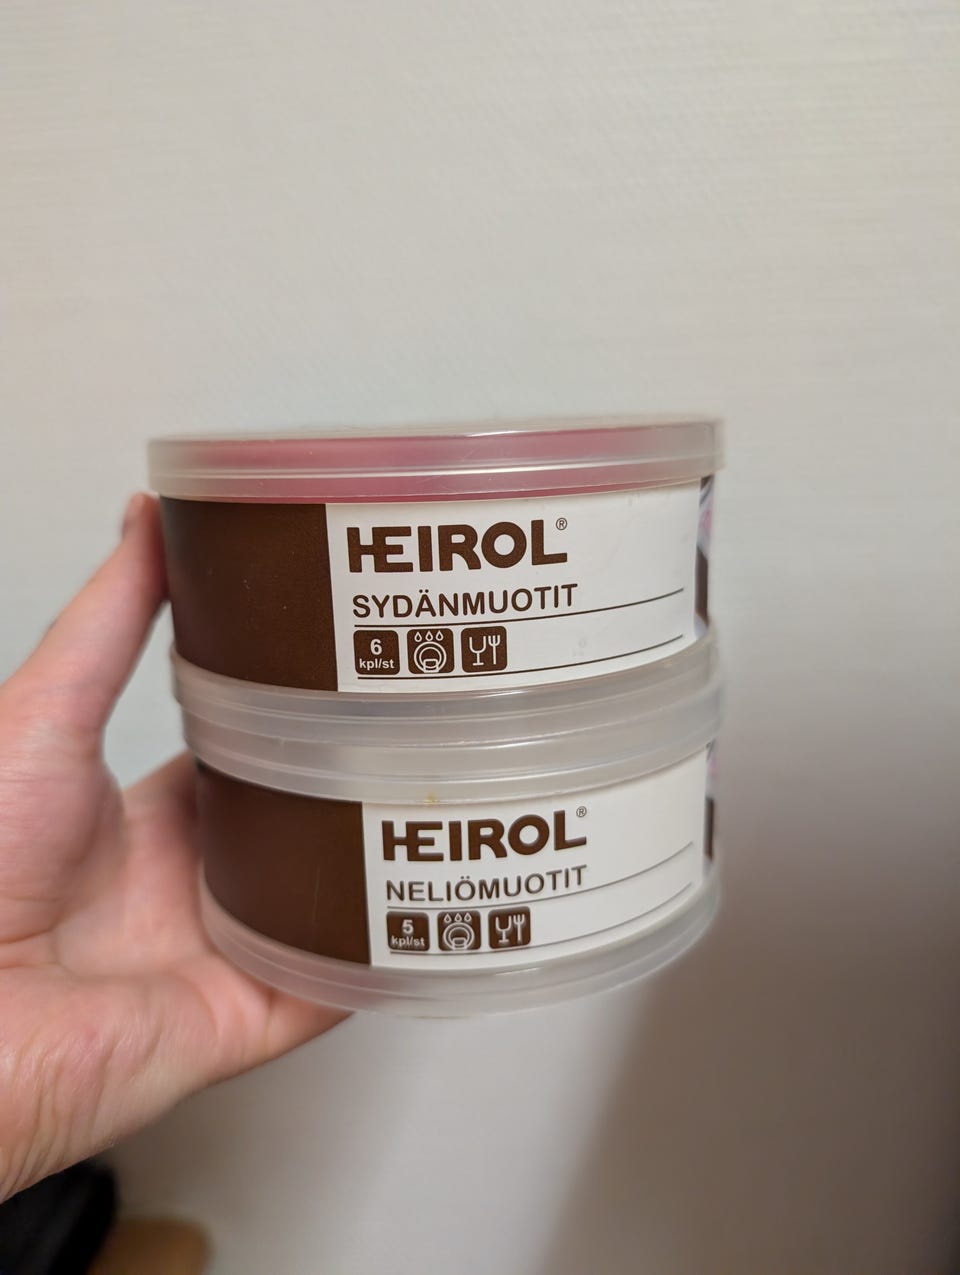 HEIROL®
SYDÄNMUOTIT
6
kpl/st
HEIROL®
NELIÖMUOTIT
5
kpl/st